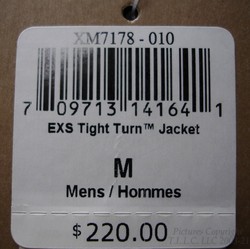 XM7178 - 010
7 09713 14164 1
EXS Tight Turn™ Jacket
M
Mens / Hommes
$220.00